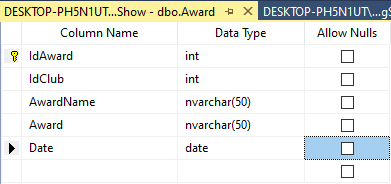 DESKTOP-PH5N1UT...Show - dbo.Award
DESKTOP-PH5N1UT\...gS
Column Name Data Type Allow Nulls
IdAward int
IdClub int
AwardName nvarchar(50)
Award nvarchar(50)
Date date